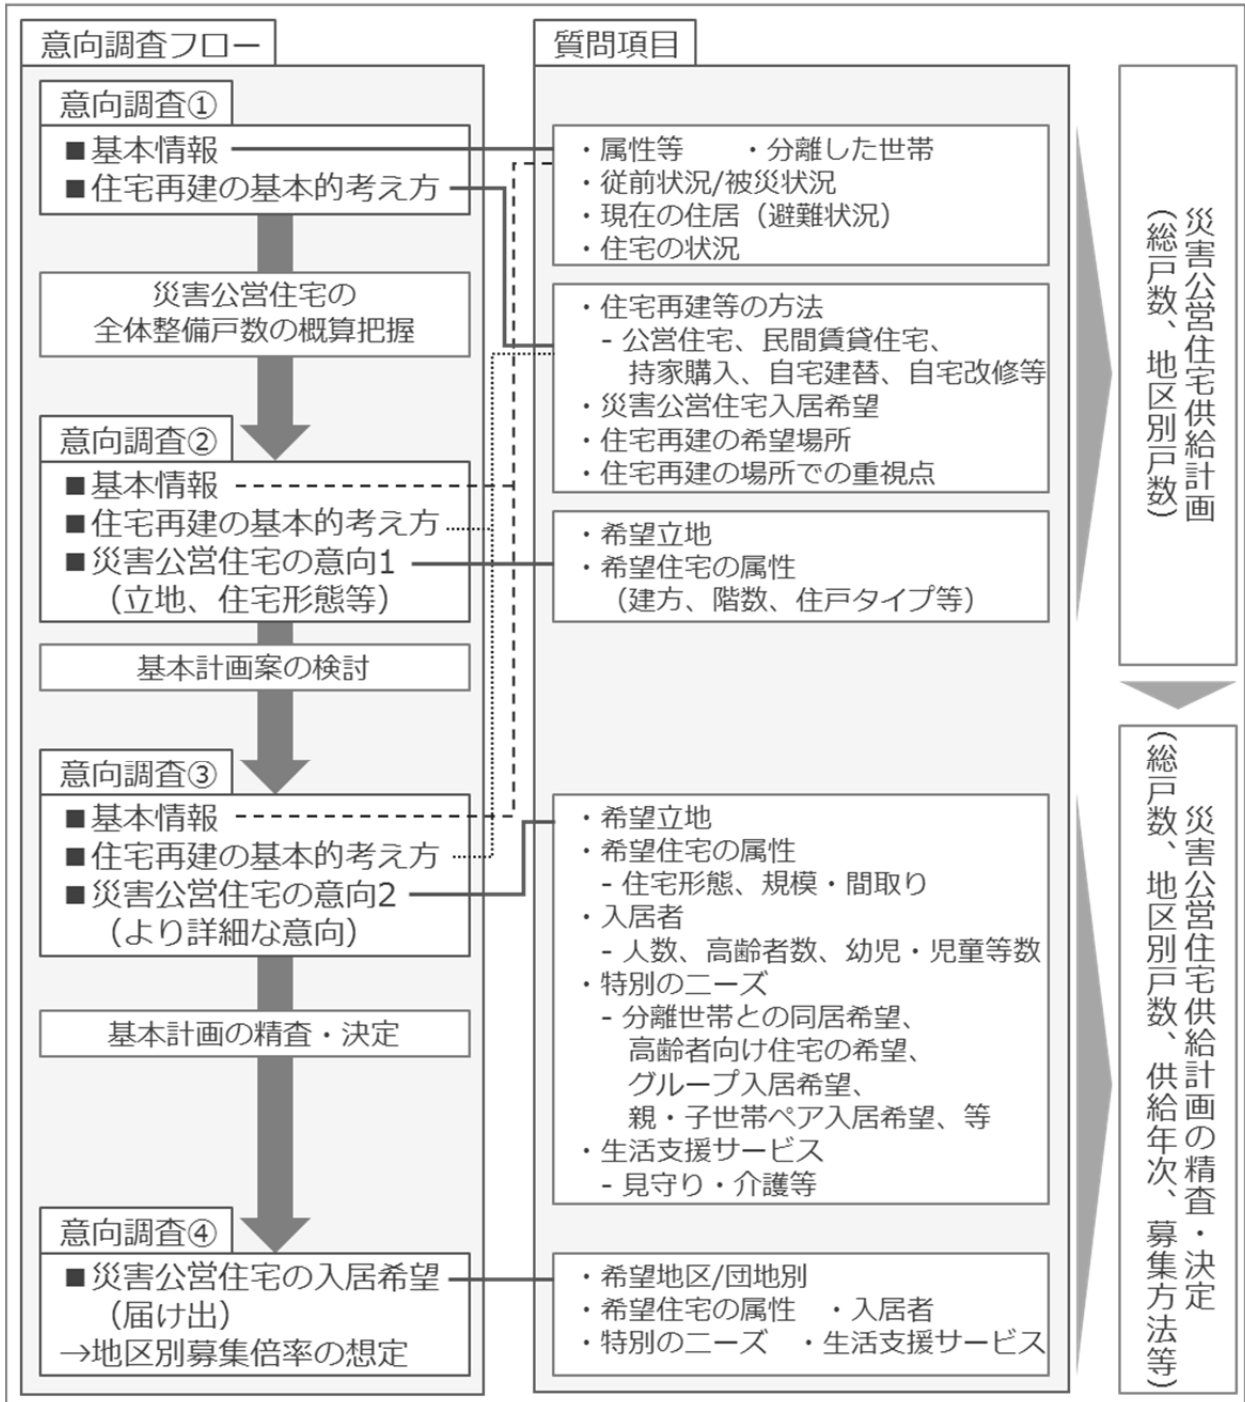 意向調査フロー
意向調査①
■基本情報
■住宅再建の基本的考え方
災害公営住宅の
全体整備戸数の概算把握
意向調査②
■基本情報
■住宅再建の基本的考え方
■災害公営住宅の意向1
（立地、住宅形態等）
基本計画案の検討
意向調査③
■基本情報
■住宅再建の基本的考え方
■災害公営住宅の意向2
（より詳細な意向）
基本計画の精査・決定
意向調査④
■災害公営住宅の入居希望
（届け出）
→地区別募集倍率の想定
質問項目
・属性等　・分離した世帯
・従前状況/被災状況
・現在の住居（避難状況）
・住宅の状況
・住宅再建等の方法
- 公営住宅、民間賃貸住宅、
持家購入、自宅建替、自宅改修等
・災害公営住宅入居希望
・住宅再建の希望場所
・住宅再建の場所での重視点
・希望立地
・希望住宅の属性
（建方、階数、住戸タイプ等）
・希望立地
・希望住宅の属性
- 住宅形態、規模・間取り
・入居者
- 人数、高齢者数、幼児・児童等数
・特別のニーズ
- 分離世帯との同居希望、
高齢者向け住宅の希望、
グループ入居希望、
親・子世帯ペア入居希望、等
・生活支援サービス
- 見守り・介護等
・希望地区/団地別
・希望住宅の属性　・入居者
・特別のニーズ　・生活支援サービス
災害公営住宅供給計画
（総戸数、地区別戸数）
災害公営住宅供給計画の精査・決定
（総戸数、地区別戸数、供給年次、募集方法等）